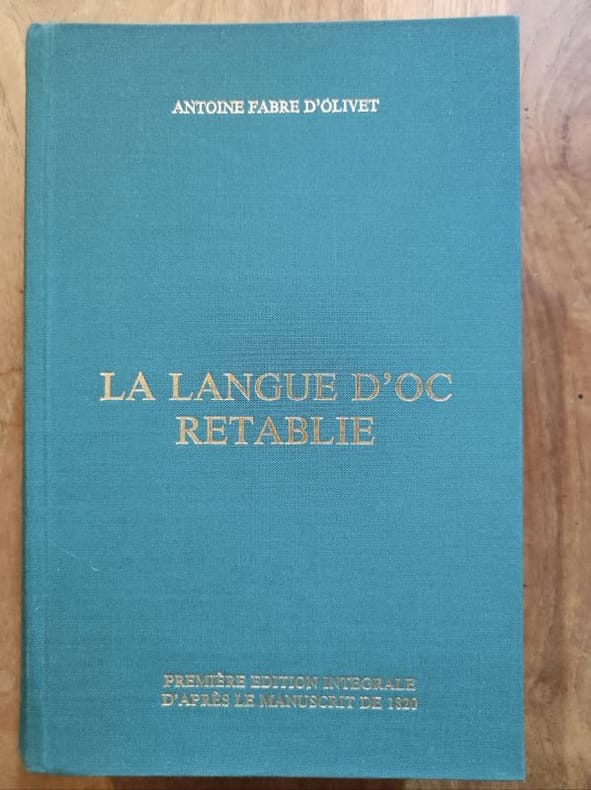 ANTOINE FABRE D'OLIVET
LA LANGUE D'OC
RETABLIE
PREMIÈRE EDITION INTEGRALE
D'APRÈS LE MANUSCRIT DE 1820